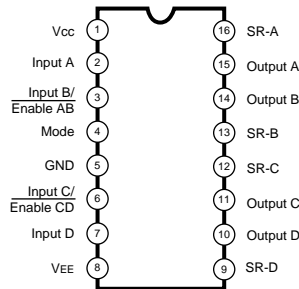 Vcc 1
Input A 2
Input B/ 3
Enable AB
Mode 4
GND 5
Input C/ 6
Enable CD
Input D 7
VEE 8
16 SR-A
15 Output A
14 Output B
13 SR-B
12 SR-C
11 Output C
10 Output D
9 SR-D